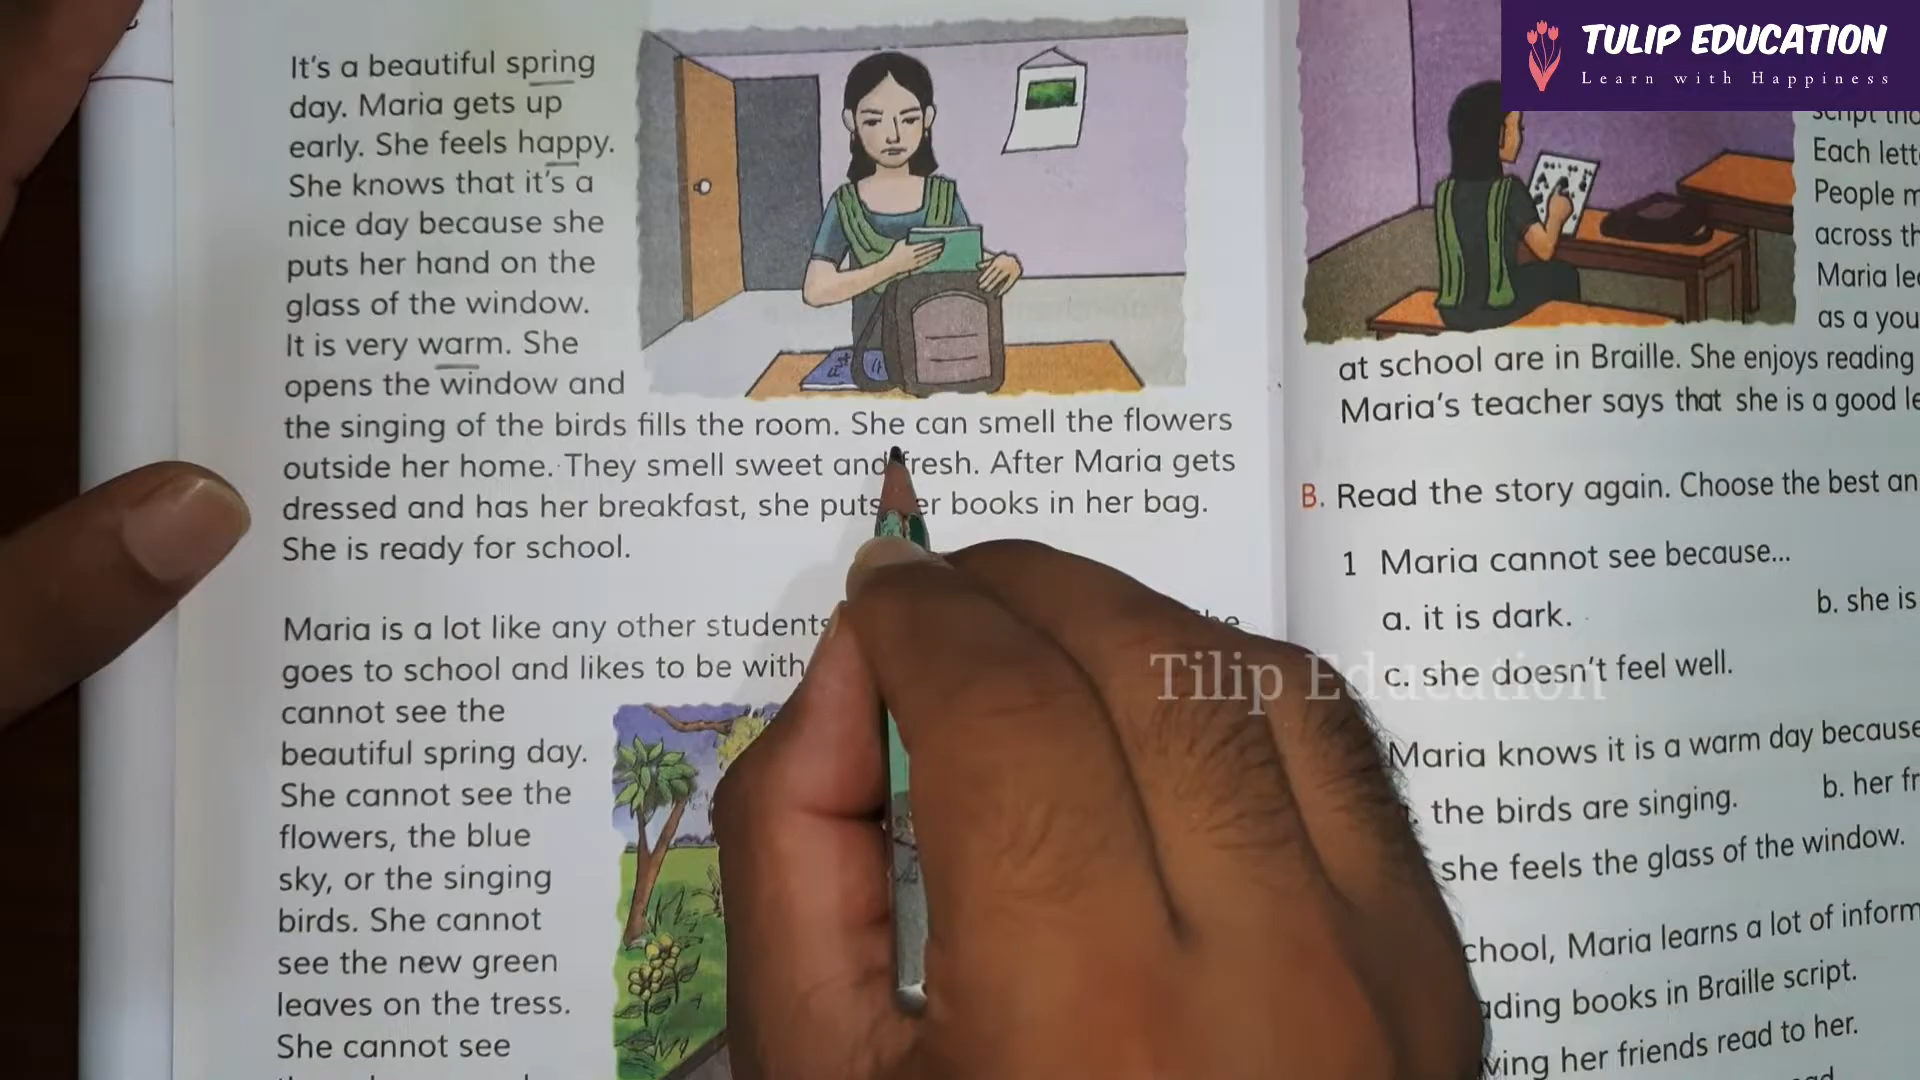 It's a beautiful spring
day. Maria gets up
early. She feels happy.
She knows that it's a
nice day because she
puts her hand on the
glass of the window.
It is very warm. She
opens the window and
the singing of the birds fills the room. She can smell the flowers
outside her home. They smell sweet and fresh. After Maria gets
dressed and has her breakfast, she puts her books in her bag.
She is ready for school.
Maria is a lot like any other students
goes to school and likes to be with
cannot see the
beautiful spring day.
She cannot see the
flowers, the blue
sky, or the singing
birds. She cannot
see the new green
leaves on the tress.
She cannot see
TULIP EDUCATION
Learn with Happiness
script
Each
People
across
Maria
as a
at school are in Braille. She enjoys reading
Maria's teacher says that she is a good
B. Read the story again. Choose the best
1 Maria cannot see because...
a. it is dark.
b. she is
c. she doesn't feel well.
Maria knows it is a warm day because
the birds are singing.
b. her
she feels the glass of the window.
Maria learns a lot of
books in Braille script.
her friends read to her.
Tilip Education